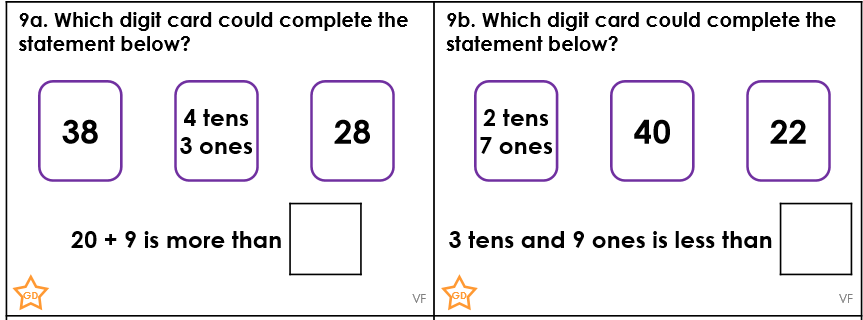 9a. Which digit card could complete the
statement below?
38
4 tens
3 ones
28
20 + 9 is more than
GD
VF
9b. Which digit card could complete the
statement below?
2 tens
7 ones
40
22
3 tens and 9 ones is less than
GD
VF